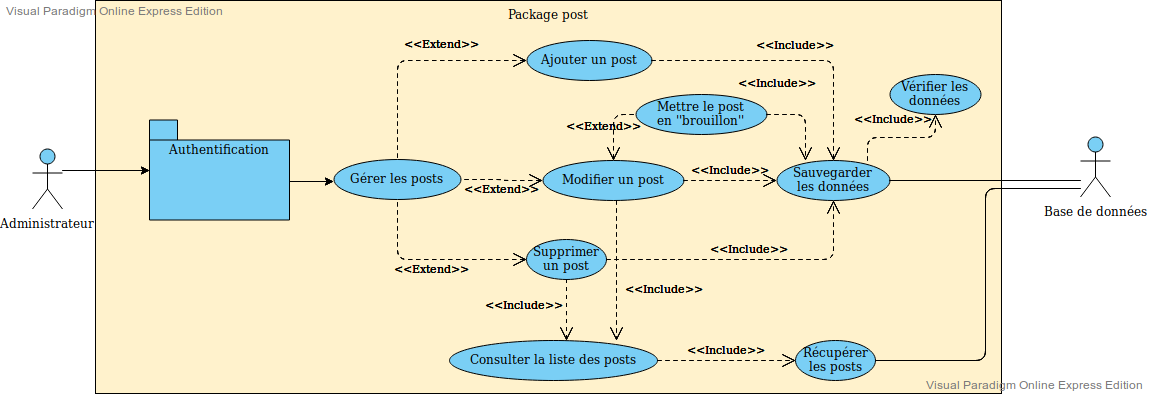 Visual Paradigm Online Express Edition
Package post
<<Extend>>
<<Include>>
Ajouter un post
<<Include>>
Vérifier les
données
Mettre le post
en "brouillon"
<<Extend>>
<<Include>>
Authentification
Gérer les posts
<<Extend>>
Modifier un post
<<Include>>
Sauvegarder
les données
Administrateur
Base de données
Supprimer
un post
<<Include>>
<<Extend>>
<<Include>>
<<Include>>
Consulter la liste des posts
<<Include>>
Récupérer
les posts
Visual Paradigm Online Express Edition